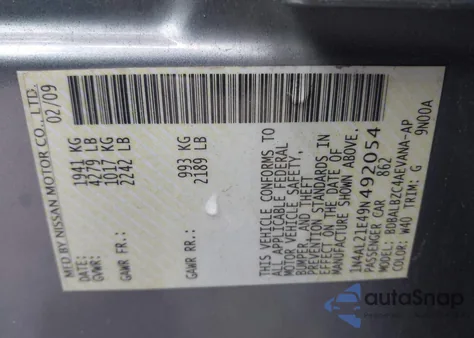 MFD BY NISSAN MOTOR CO., LTD.
DATE: 02/09
GVWR: 1941 KG
4279 LB
GAWR FR.: 1017 KG
2242 LB
GAWR RR.: 993 KG
2189 LB
THIS VEHICLE CONFORMS TO
ALL APPLICABLE FEDERAL
MOTOR VEHICLE SAFETY,
BUMPER, AND THEFT
PREVENTION STANDARDS IN
EFFECT ON THE DATE OF
MANUFACTURE SHOWN ABOVE.
1N4AL21E49N492054
PASSENGER CAR 862
MODEL: BDBALBZC4AEVANA-AP
COLOR: W40 TRIM: G 9N00A
autoSnap